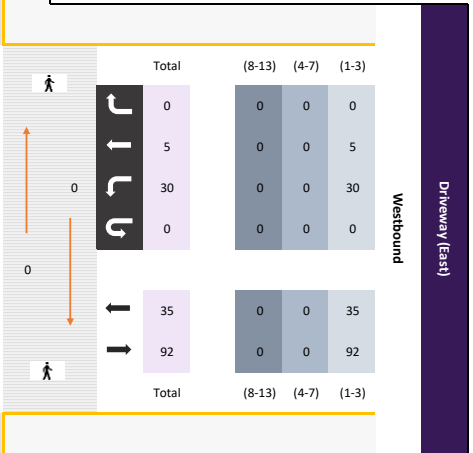 Total (8-13) (4-7) (1-3)
0 0 0 0
5 0 0 5
0 30 0 0 30
0 0 0 0
0
35 0 0 35
92 0 0 92
Total (8-13) (4-7) (1-3)
Westbound
Driveway (East)